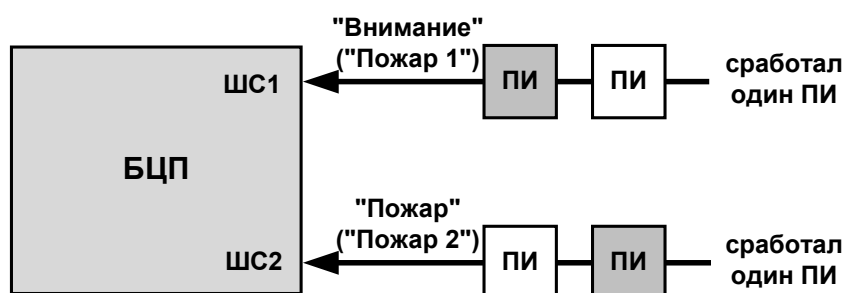 "Внимание"
("Пожар 1")
ШС1
ПИ
ПИ
сработал
один ПИ
БЦП
"Пожар"
("Пожар 2")
ШС2
ПИ
ПИ
сработал
один ПИ